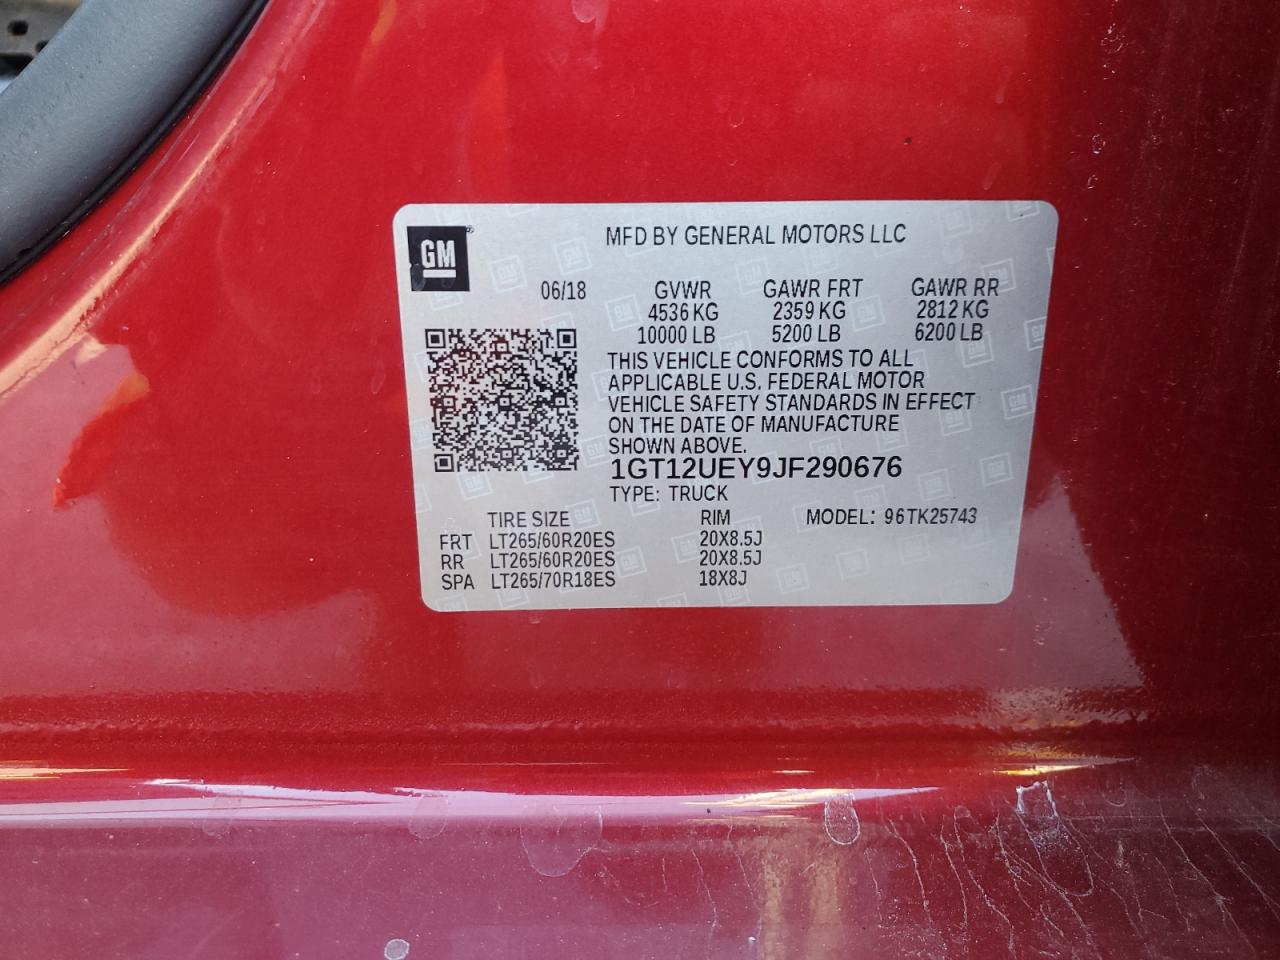 GM
MFD BY GENERAL MOTORS LLC
06/18 GVWR GAWR FRT GAWR RR
4536 KG 2359 KG 2812 KG
10000 LB 5200 LB 6200 LB
THIS VEHICLE CONFORMS TO ALL
APPLICABLE U.S. FEDERAL MOTOR
VEHICLE SAFETY STANDARDS IN EFFECT
ON THE DATE OF MANUFACTURE
SHOWN ABOVE.
1GT12UEY9JF290676
TYPE: TRUCK
TIRE SIZE RIM MODEL: 96TK25743
FRT LT265/60R20ES 20X8.5J
RR LT265/60R20ES 20X8.5J
SPA LT265/70R18ES 18X8J